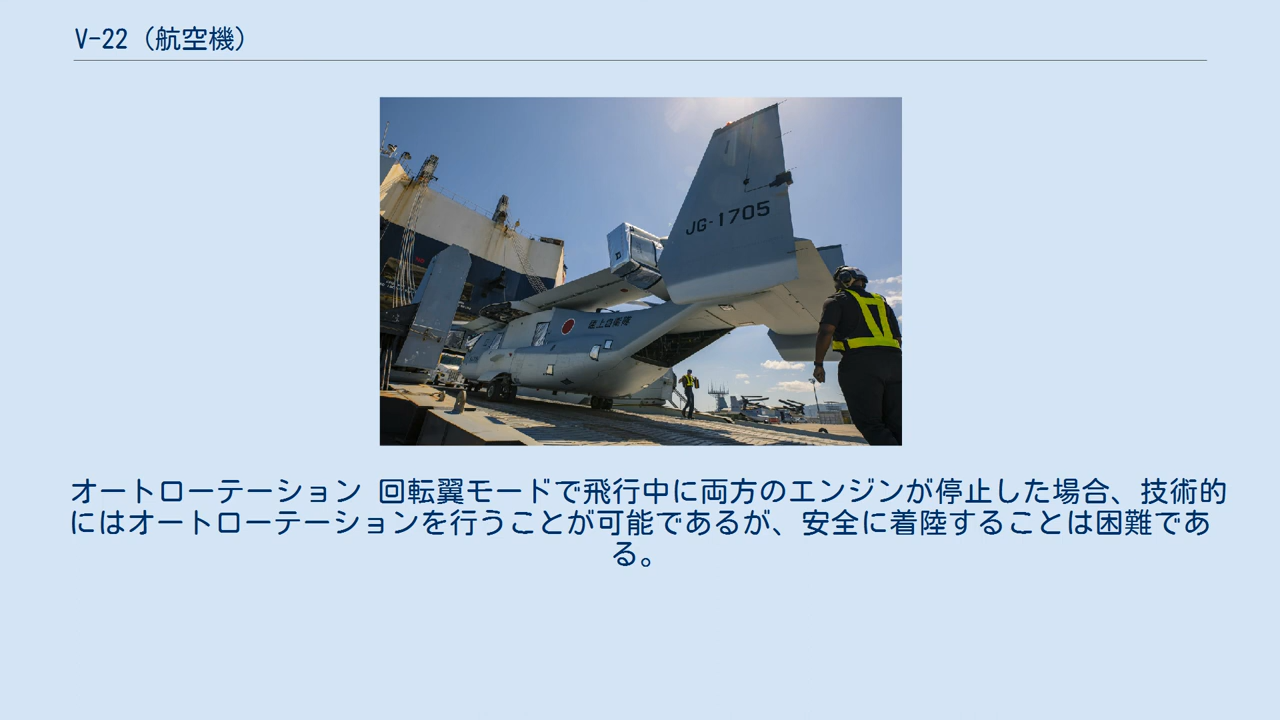 V-22（航空機）
JG-1705
陸上自衛隊
オートローテーション 回転翼モードで飛行中に両方のエンジンが停止した場合、技術的
にはオートローテーションを行うことが可能であるが、安全に着陸することは困難であ
る。